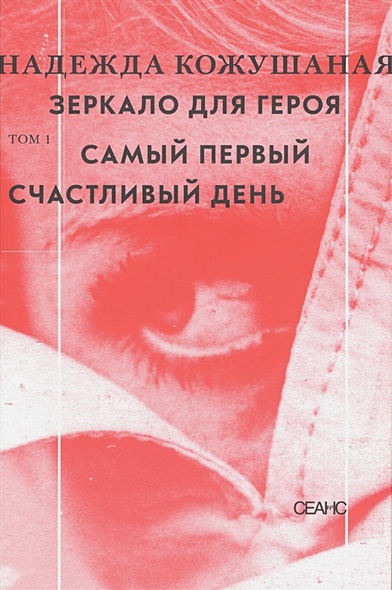 НАДЕЖДА КОЖУШАНАЯ
ЗЕРКАЛО ДЛЯ ГЕРОЯ
ТОМ 1
САМЫЙ ПЕРВЫЙ
СЧАСТЛИВЫЙ ДЕНЬ
СЕАНС